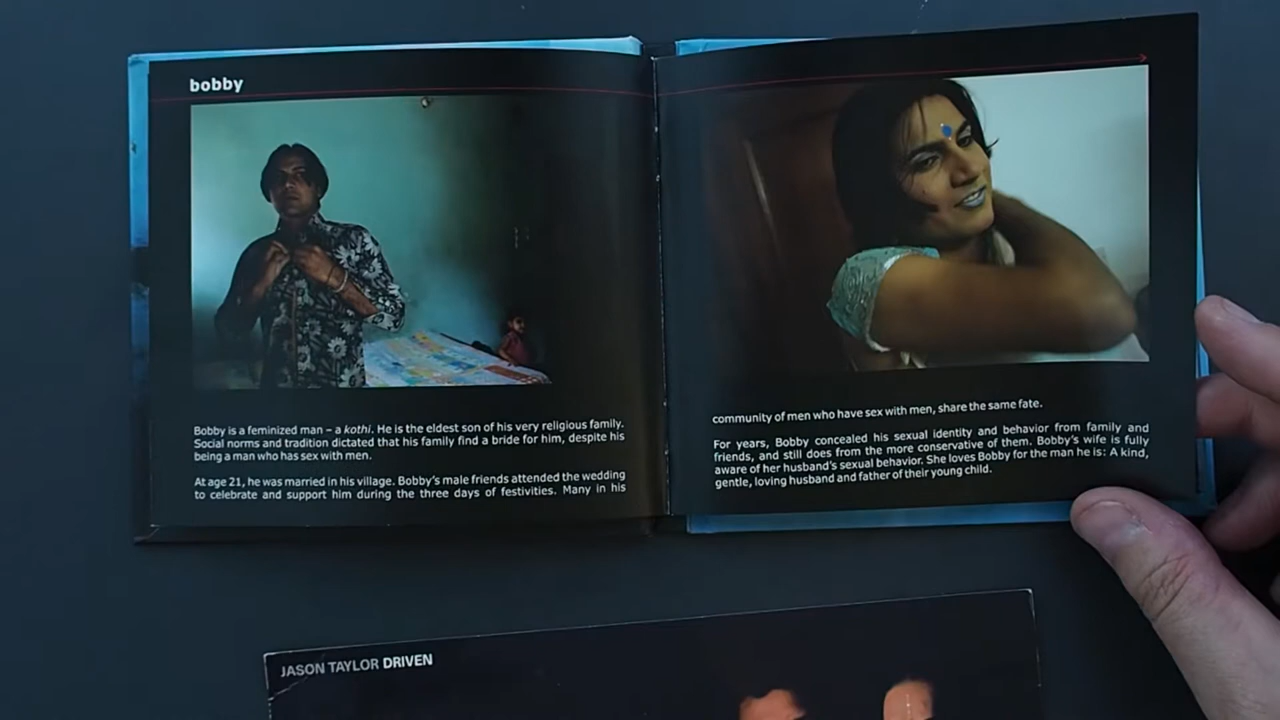 bobby
Bobby is a feminized man – a kothi. He is the eldest son of his very religious family.
Social norms and tradition dictated that his family find a bride for him, despite his
being a man who has sex with men.
At age 21, he was married in his village. Bobby's male friends attended the wedding
to celebrate and support him during the three days of festivities. Many in his
community of men who have sex with men, share the same fate.
For years, Bobby concealed his sexual identity and behavior from family and
friends, and still does from the more conservative of them. Bobby's wife is fully
aware of her husband's sexual behavior. She loves Bobby for the man he is: A kind,
gentle, loving husband and father of their young child.
JASON TAYLOR DRIVEN